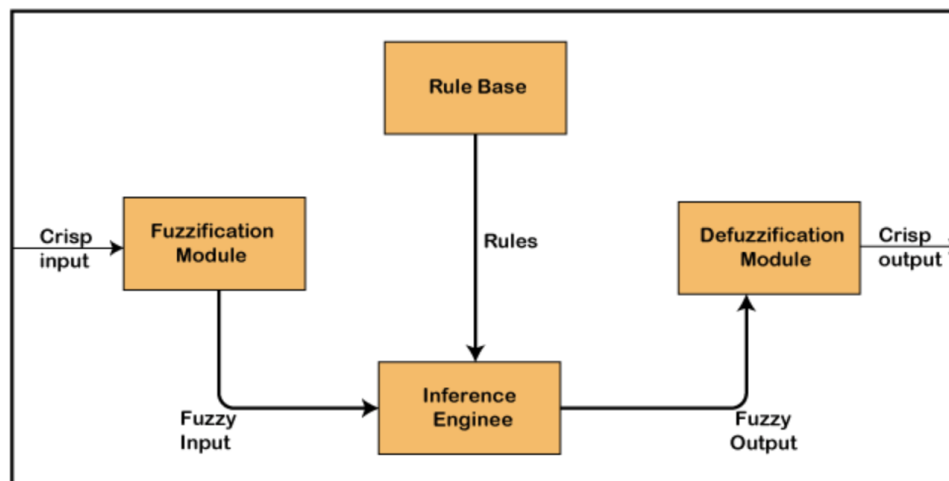 Rule Base
Crisp
input
Fuzzification
Module
Rules
Defuzzification
Module
Crisp
output
Inference
Enginee
Fuzzy
Input
Fuzzy
Output